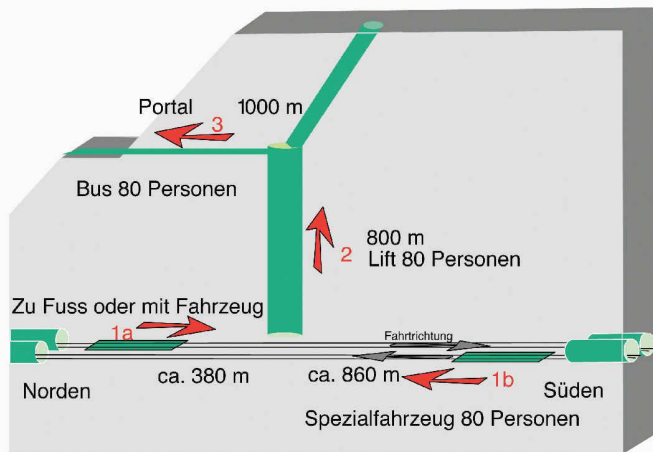 Portal
1000 m
3
Bus 80 Personen
2
800 m
Lift 80 Personen
Zu Fuss oder mit Fahrzeug
1a
Fahrtrichtung
ca. 380 m
ca. 860 m
1b
Norden
Süden
Spezialfahrzeug 80 Personen